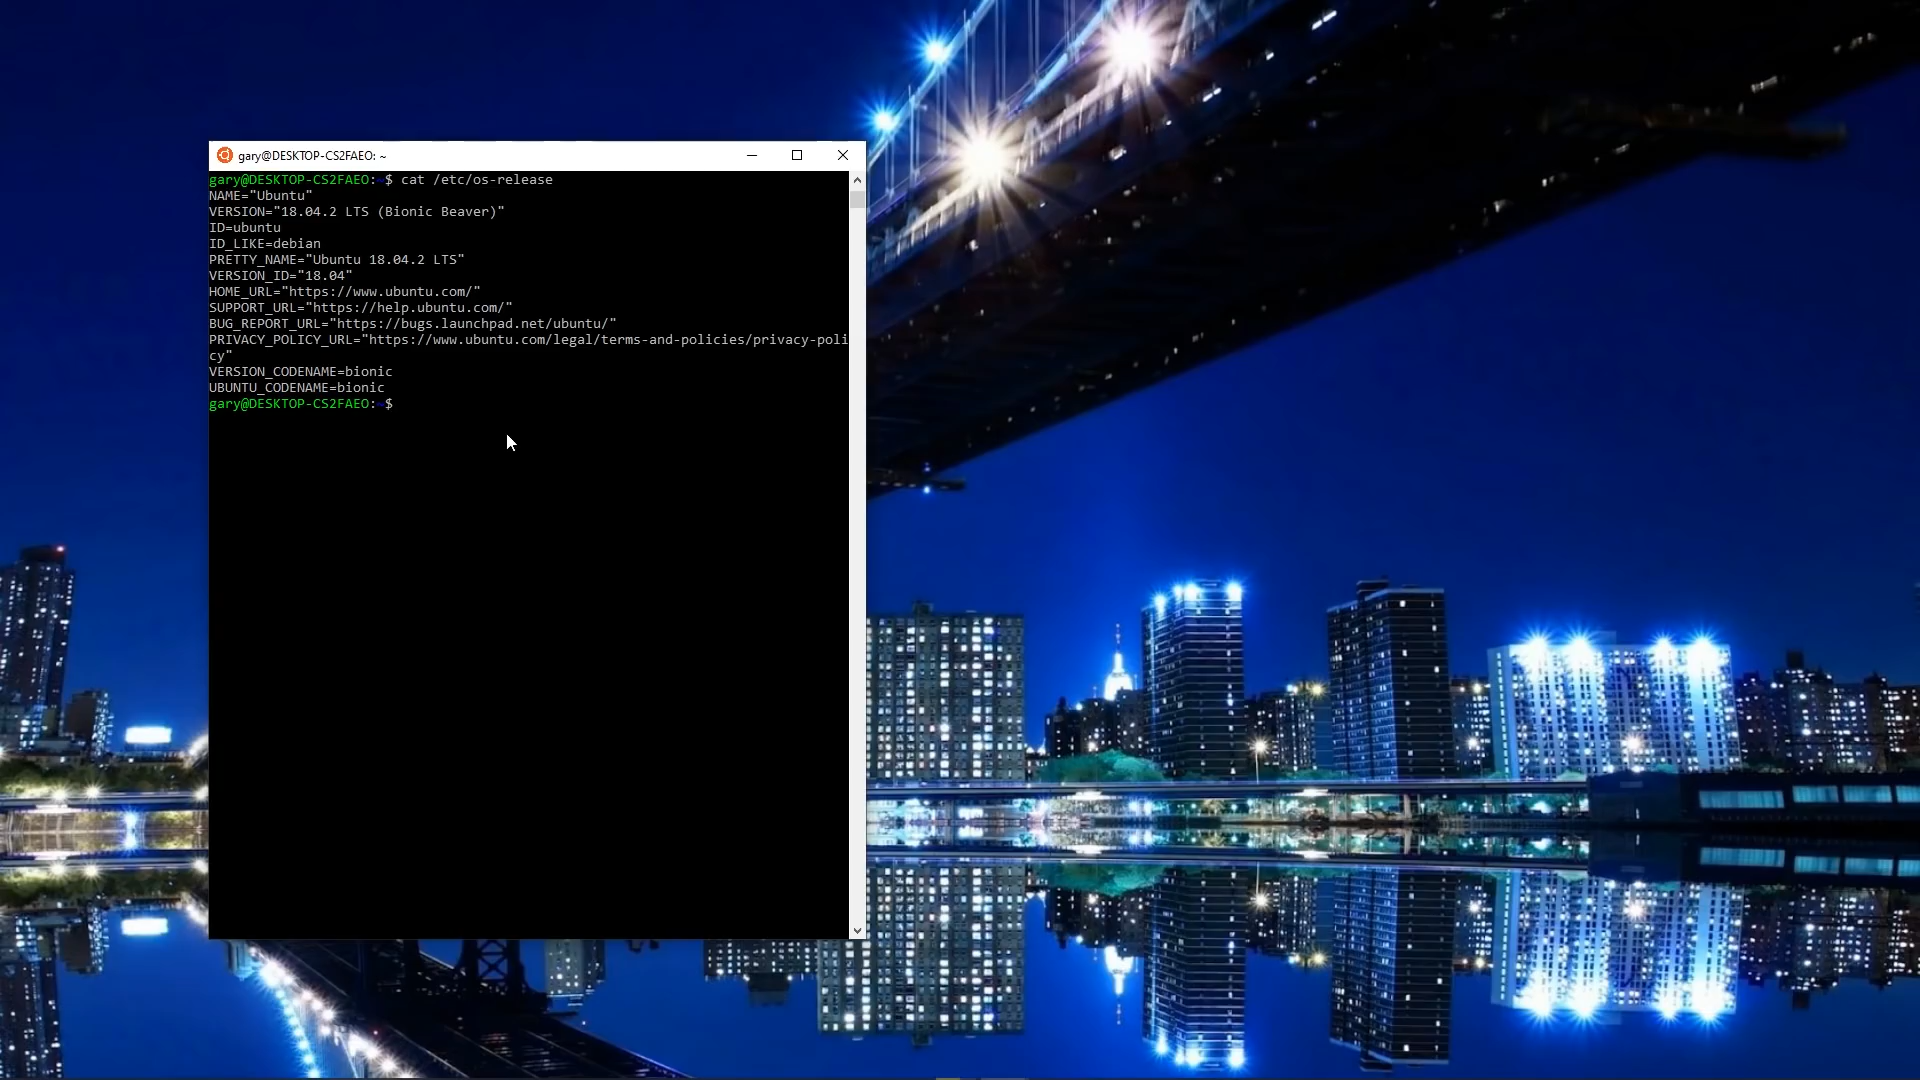 gary@DESKTOP-CS2FAEO: ~
gary@DESKTOP-CS2FAEO:~$ cat /etc/os-release
NAME="Ubuntu"
VERSION="18.04.2 LTS (Bionic Beaver)"
ID=ubuntu
ID_LIKE=debian
PRETTY_NAME="Ubuntu 18.04.2 LTS"
VERSION_ID="18.04"
HOME_URL="https://www.ubuntu.com/"
SUPPORT_URL="https://help.ubuntu.com/"
BUG_REPORT_URL="https://bugs.launchpad.net/ubuntu/"
PRIVACY_POLICY_URL="https://www.ubuntu.com/legal/terms-and-policies/privacy-poli
cy"
VERSION_CODENAME=bionic
UBUNTU_CODENAME=bionic
gary@DESKTOP-CS2FAEO:~$